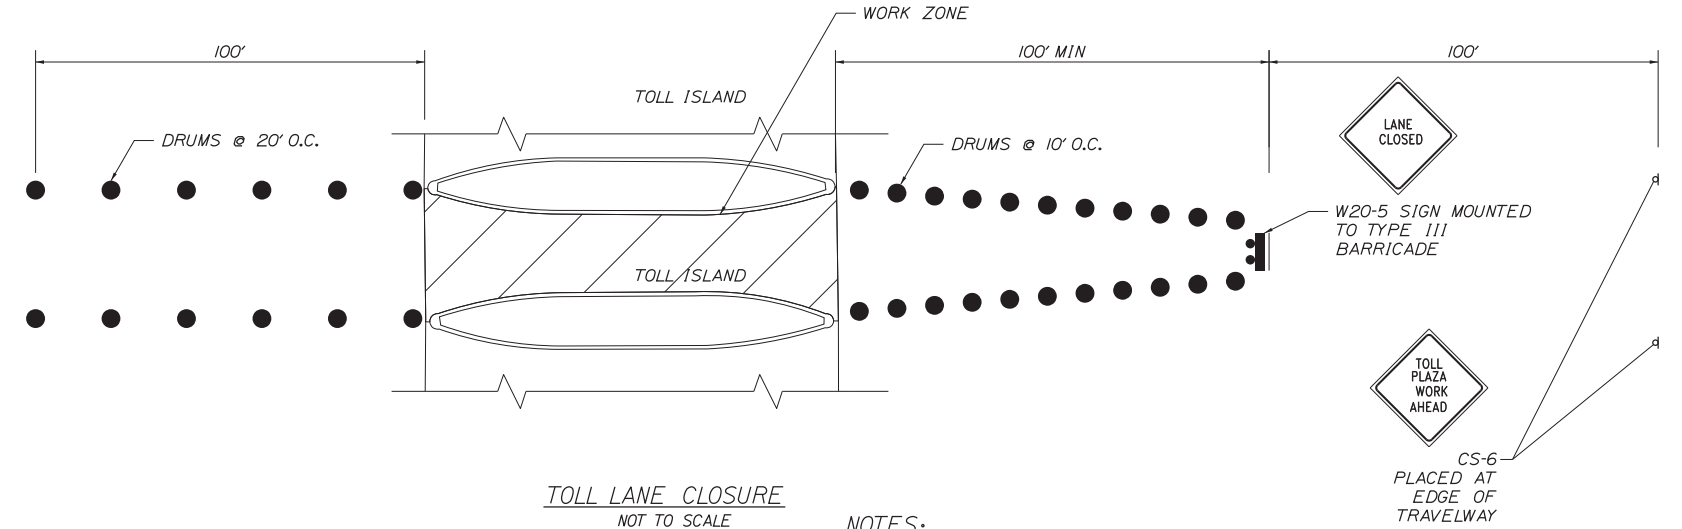 WORK ZONE
100'
100' MIN
100'
TOLL ISLAND
DRUMS @ 20' O.C.
DRUMS @ 10' O.C.
LANE
CLOSED
W20-5 SIGN MOUNTED
TO TYPE III
BARRICADE
TOLL ISLAND
TOLL
PLAZA
WORK
AHEAD
CS-6
PLACED AT
EDGE OF
TRAVELWAY
TOLL LANE CLOSURE
NOT TO SCALE
NOTES: